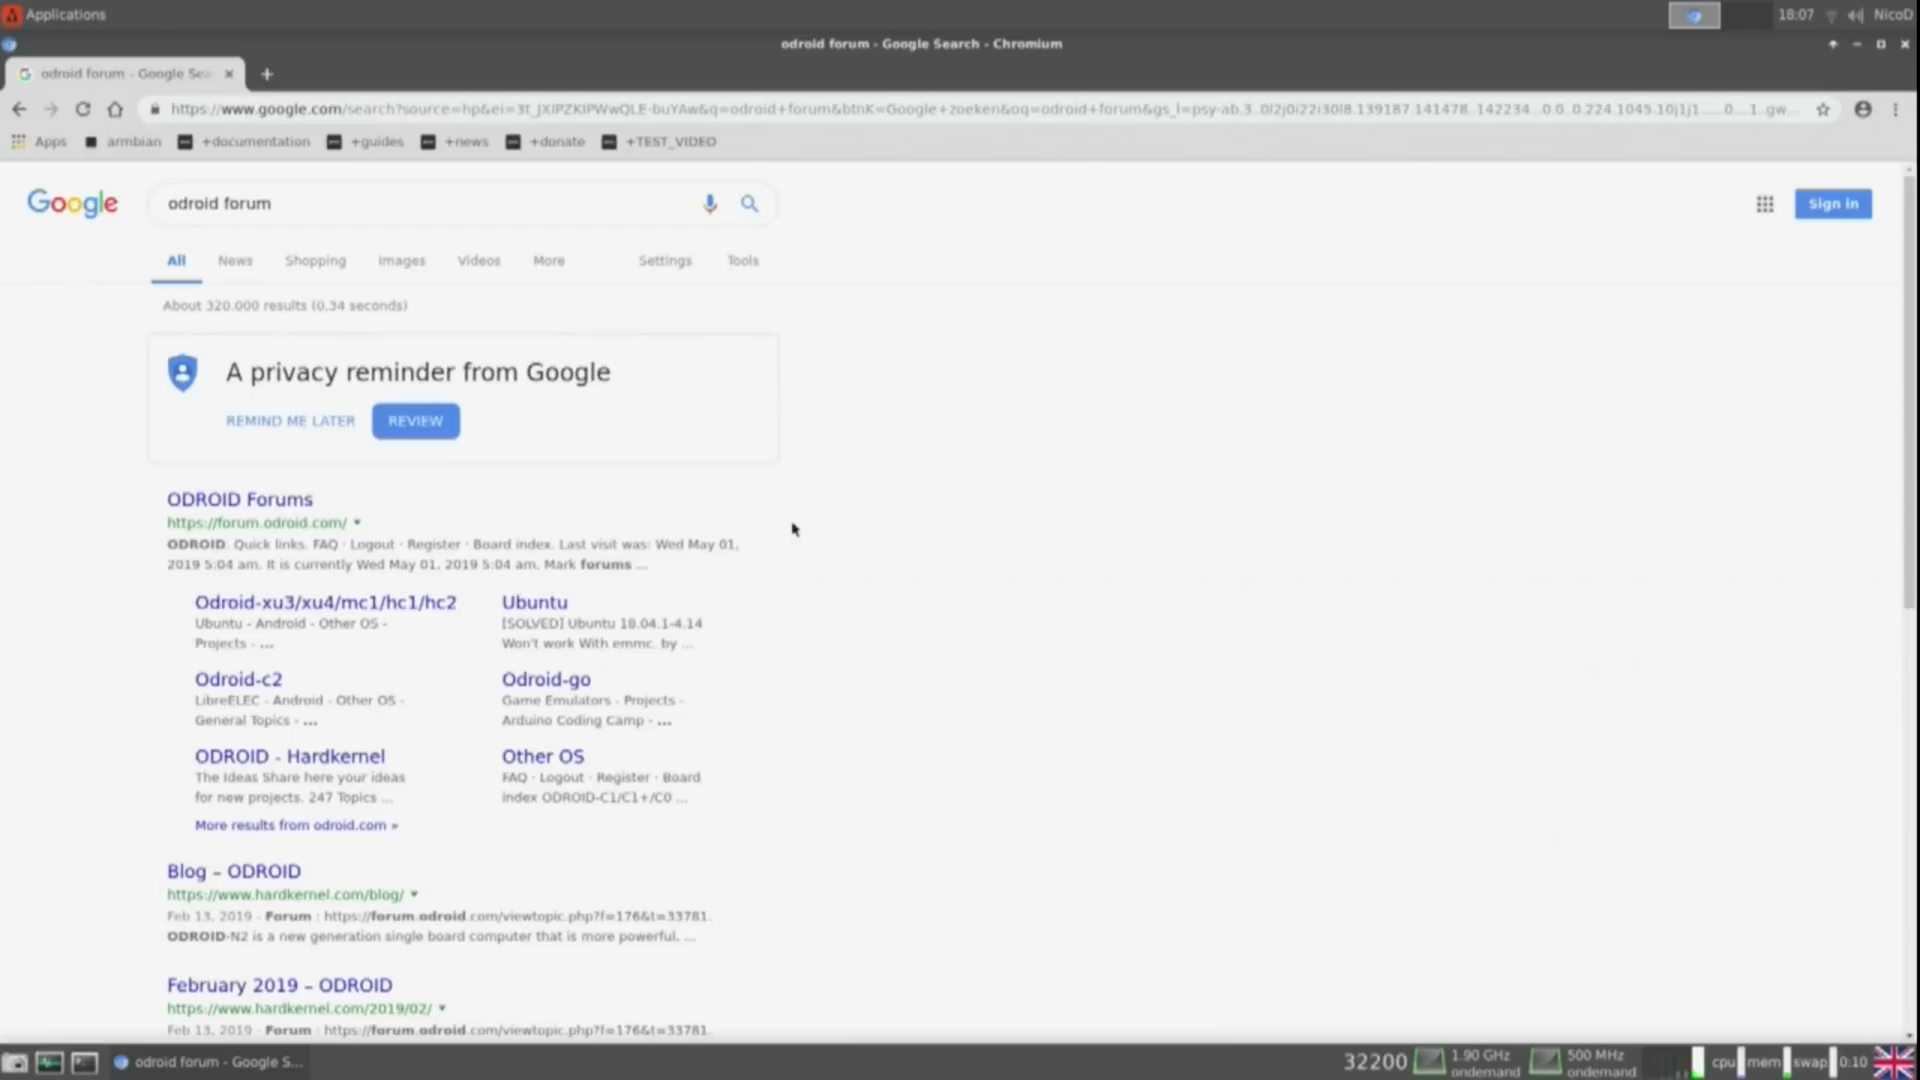 Applications
18:07
NicoD
odroid forum - Google Search - Chromium
odroid forum - Google Sea
https://www.google.com/search?source=hp&ei=3t_JXIPZKIPWwQLE-buYAw&q=odroid+forum&btnK=Google+zoeken&oq=odroid+forum&gs_l=psy-ab.3..0l2j0i22i30l8.139187.141478..142234...0.0..0.224.1045.10j1j1......0....1..gw...
Apps
armbian
+documentation
+guides
+news
+donate
+TEST_VIDEO
Google
odroid forum
Sign in
All News Shopping Images Videos More Settings Tools
About 320.000 results (0,34 seconds)
A privacy reminder from Google
REMIND ME LATER
REVIEW
ODROID Forums
https://forum.odroid.com/
ODROID. Quick links. FAQ · Logout · Register · Board index. Last visit was: Wed May 01,
2019 5:04 am. It is currently Wed May 01, 2019 5:04 am. Mark forums ...
Odroid-xu3/xu4/mc1/hc1/hc2
Ubuntu - Android - Other OS -
Projects - ...
Ubuntu
[SOLVED] Ubuntu 18.04.1-4.14
Won't work With emmc. by ...
Odroid-c2
LibreELEC - Android - Other OS -
General Topics - ...
Odroid-go
Game Emulators - Projects -
Arduino Coding Camp - ...
ODROID - Hardkernel
The Ideas Share here your ideas
for new projects. 247 Topics ...
Other OS
FAQ · Logout · Register · Board
index ODROID-C1/C1+/C0 ...
More results from odroid.com »
Blog – ODROID
https://www.hardkernel.com/blog/
Feb 13, 2019 - Forum : https://forum.odroid.com/viewtopic.php?f=176&t=33781.
ODROID-N2 is a new generation single board computer that is more powerful, ...
February 2019 – ODROID
https://www.hardkernel.com/2019/02/
Feb 13, 2019 - Forum : https://forum.odroid.com/viewtopic.php?f=176&t=33781.
odroid forum - Google S...
32200
1.90 GHz
ondemand
500 MHz
ondemand
cpu
mem
swap
0:10